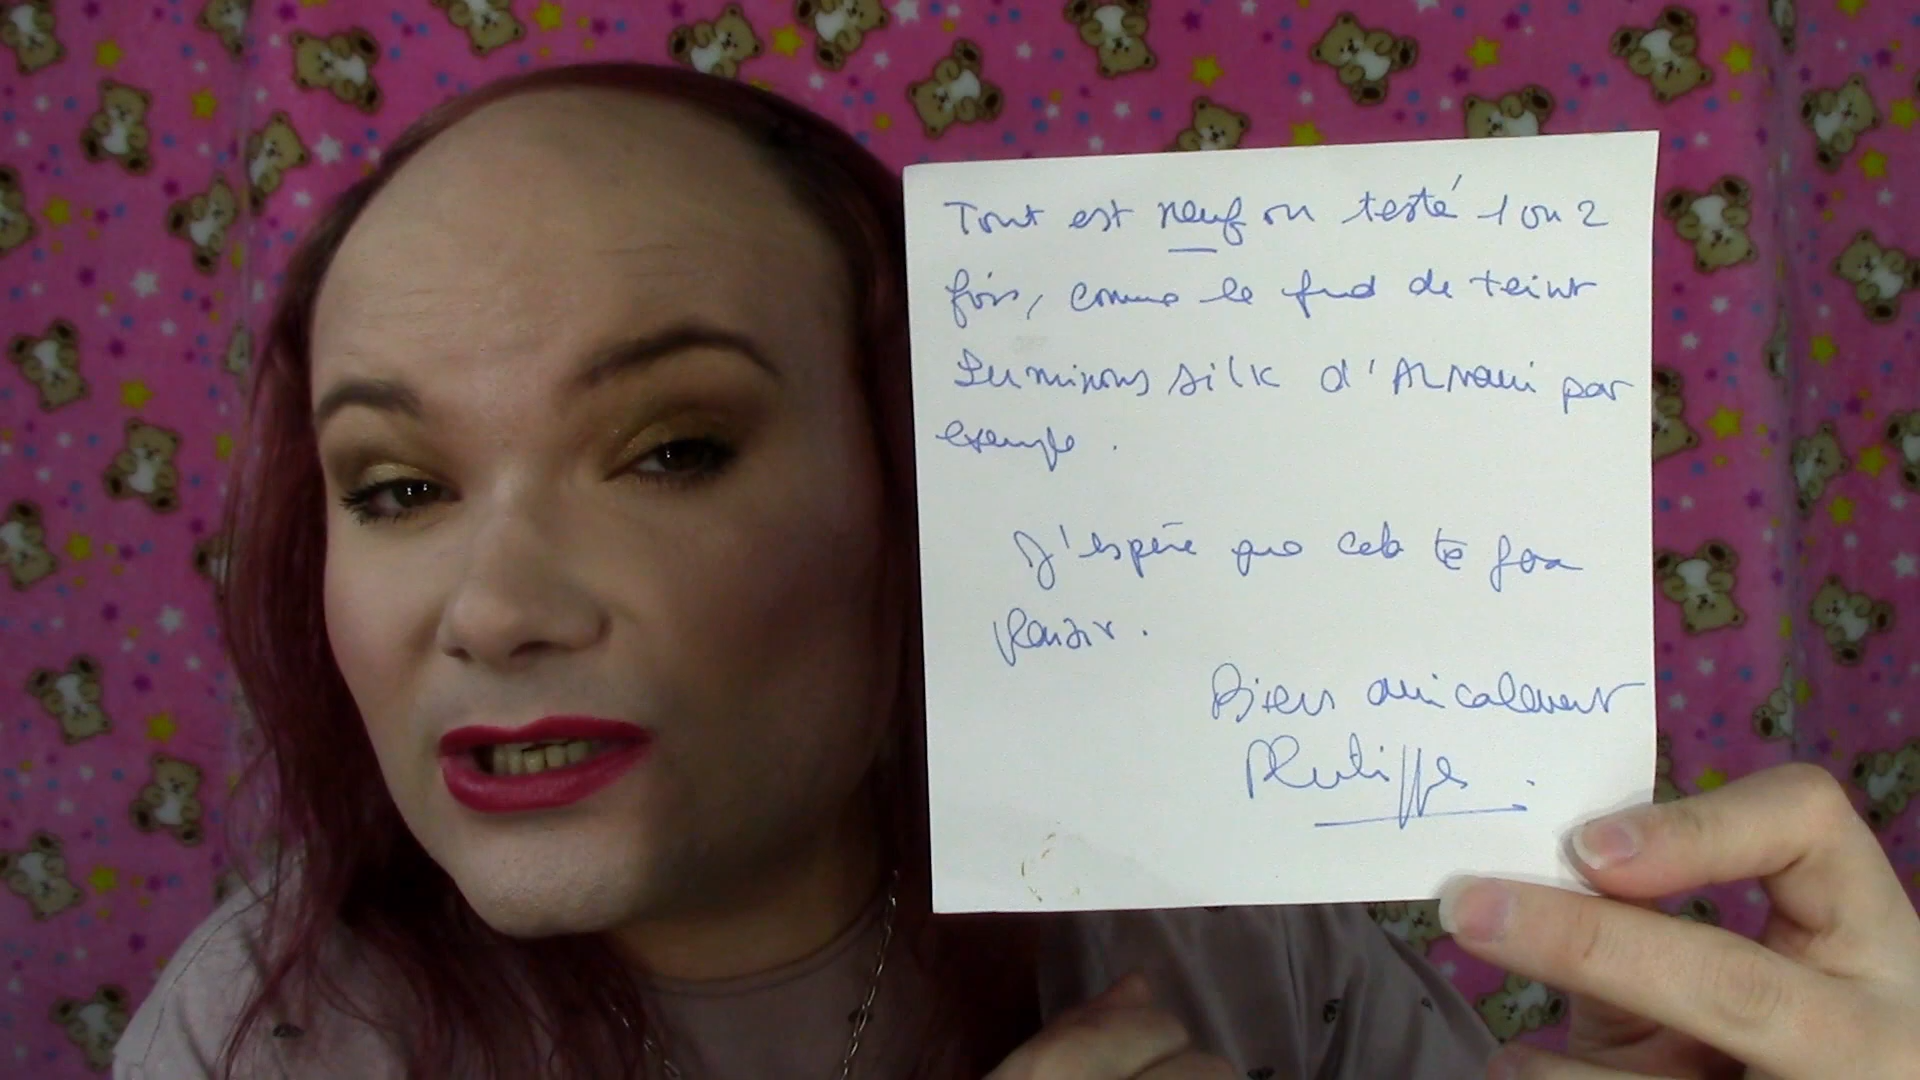 Tout est neuf ou testé 1 ou 2
fois, comme le fond de teint
Luminous silk d'Armani par
exemple.
J'espère que cela te fera
plaisir.
Bien amicalement
Philippe.